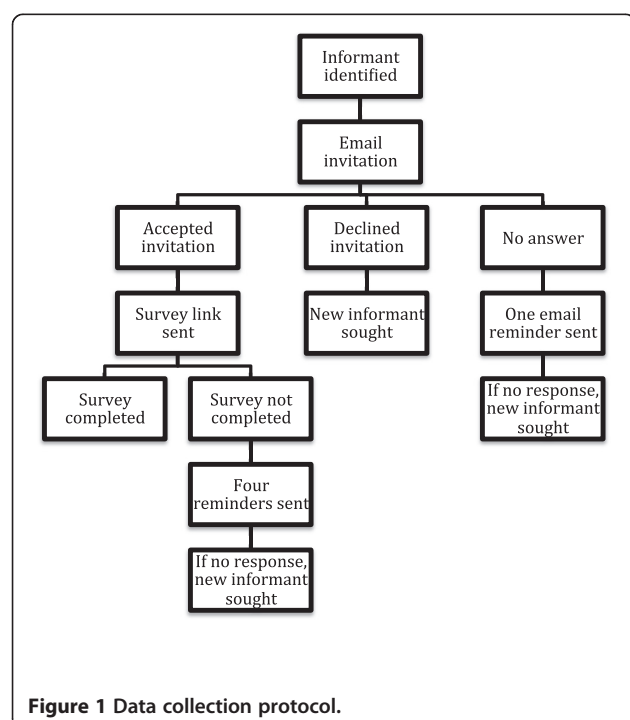 Informant
identified
Email
invitation
Accepted
invitation
Declined
invitation
No answer
Survey link
sent
New informant
sought
One email
reminder sent
Survey
completed
Survey not
completed
If no response,
new informant
sought
Four
reminders sent
If no response,
new informant
sought
Figure 1 Data collection protocol.